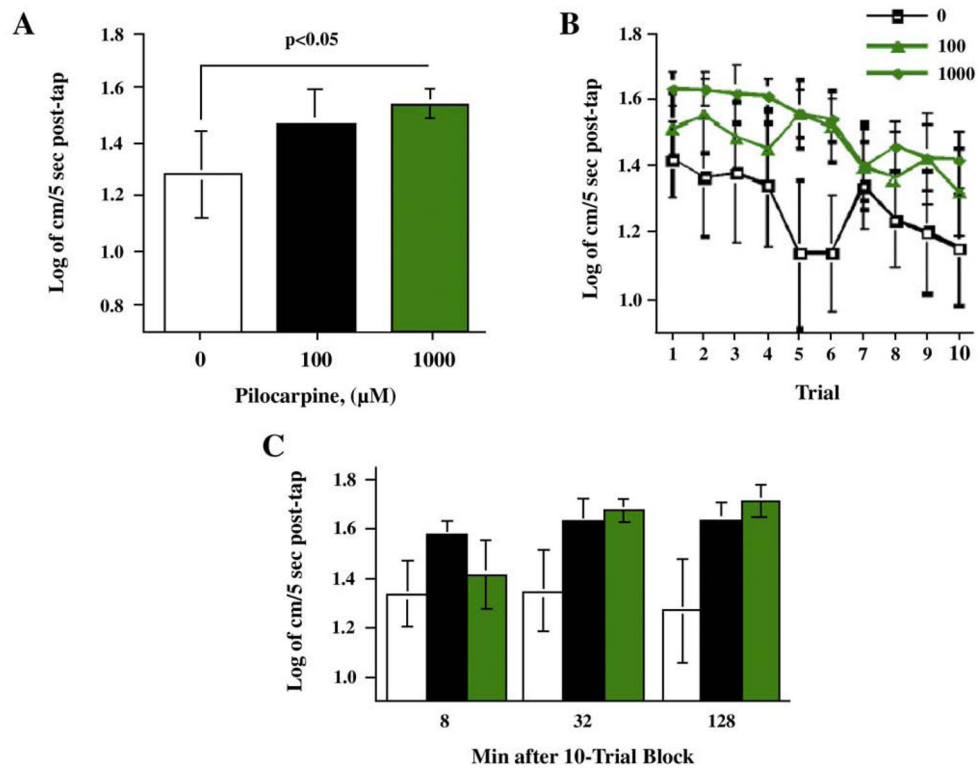 A
p<0.05
Log of cm/5 sec post-tap
1.8
1.6
1.4
1.2
1.0
0.8
0
100
1000
Pilocarpine, (μM)
B
0
100
1000
Log of cm/5 sec post-tap
1.8
1.6
1.4
1.2
1.0
1 2 3 4 5 6 7 8 9 10
Trial
C
Log of cm/5 sec post-tap
1.8
1.6
1.4
1.2
1.0
8
32
128
Min after 10-Trial Block